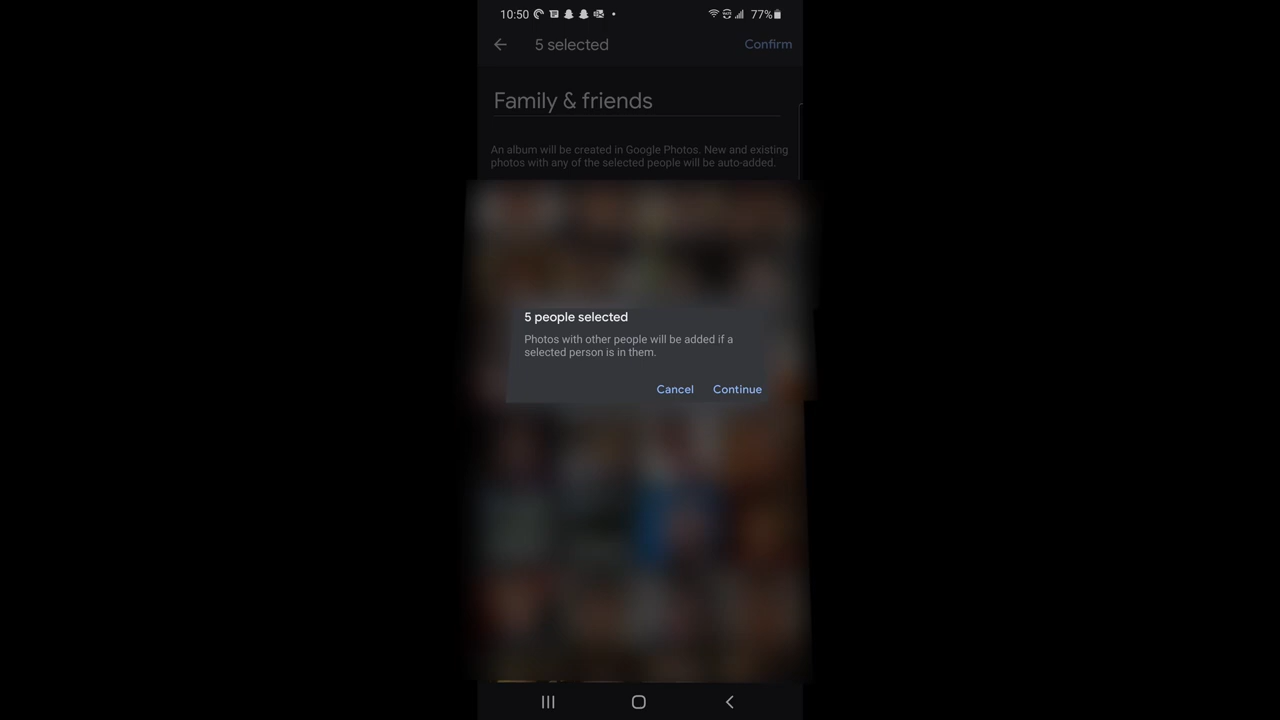 10:50 77%
5 selected Confirm
Family & friends
An album will be created in Google Photos. New and existing
photos with any of the selected people will be auto-added.
5 people selected
Photos with other people will be added if a
selected person is in them.
Cancel Continue